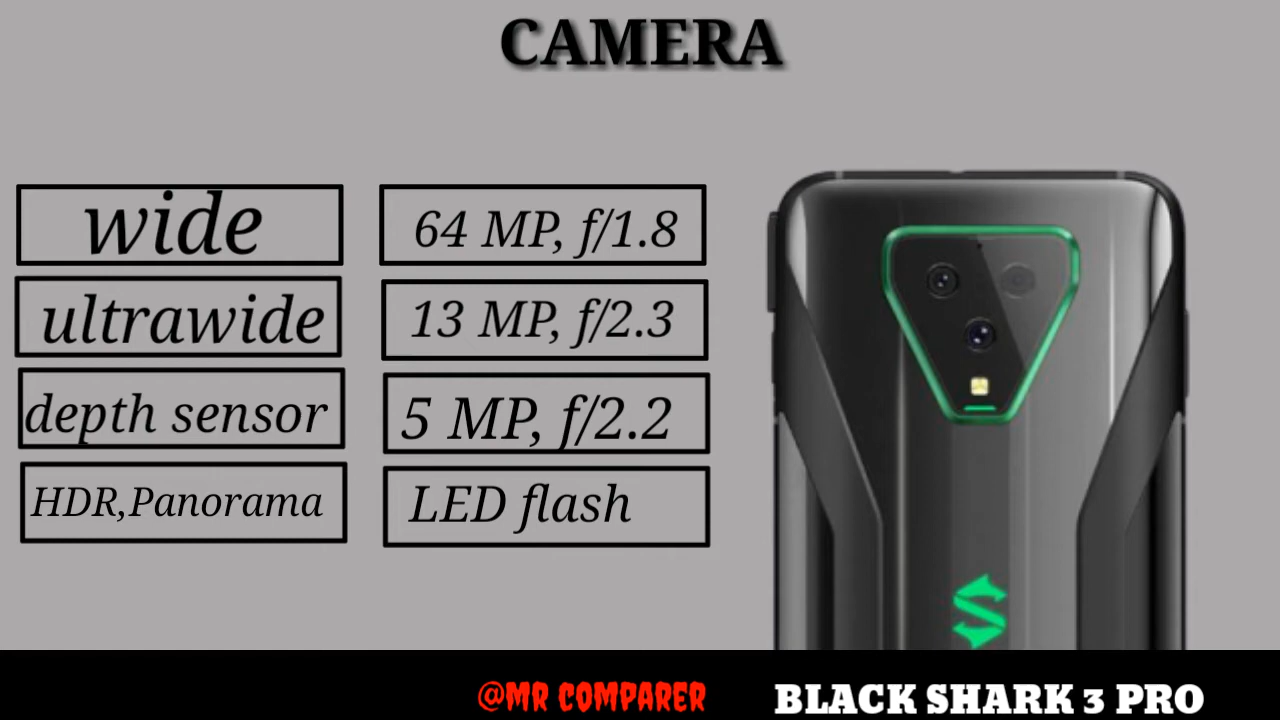 CAMERA
wide
64 MP, f/1.8
ultrawide
13 MP, f/2.3
depth sensor
5 MP, f/2.2
HDR,Panorama
LED flash
@MR COMPARER
BLACK SHARK 3 PRO